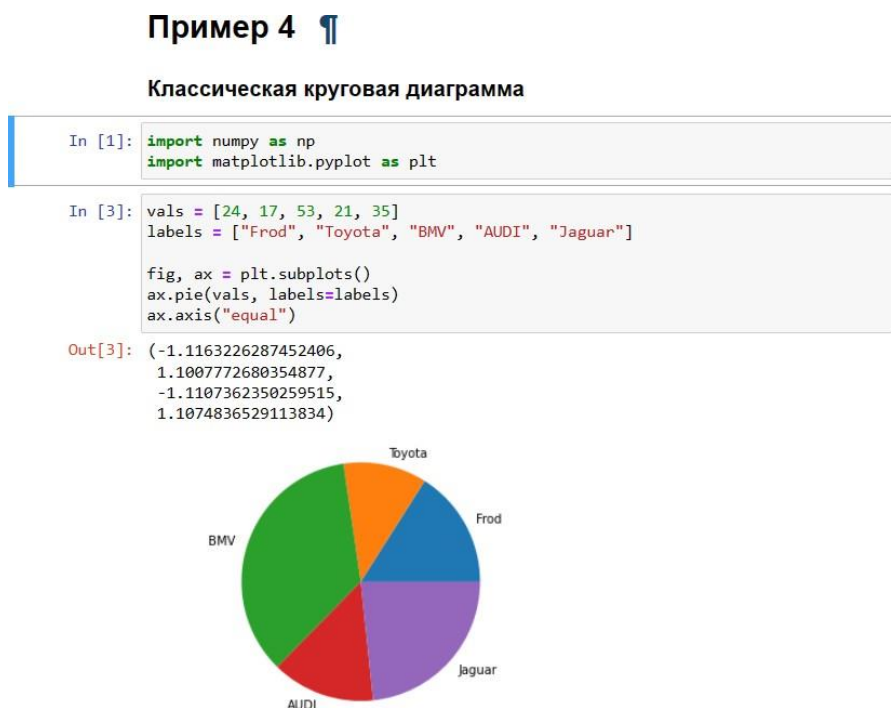 Пример 4 ¶
Классическая круговая диаграмма
In [1]: import numpy as np
import matplotlib.pyplot as plt
In [3]: vals = [24, 17, 53, 21, 35]
labels = ["Frod", "Toyota", "BMV", "AUDI", "Jaguar"]
fig, ax = plt.subplots()
ax.pie(vals, labels=labels)
ax.axis("equal")
Out[3]: (-1.1163226287452406,
1.1007772680354877,
-1.1107362350259515,
1.1074836529113834)
Toyota
Frod
BMV
Jaguar
AUDI